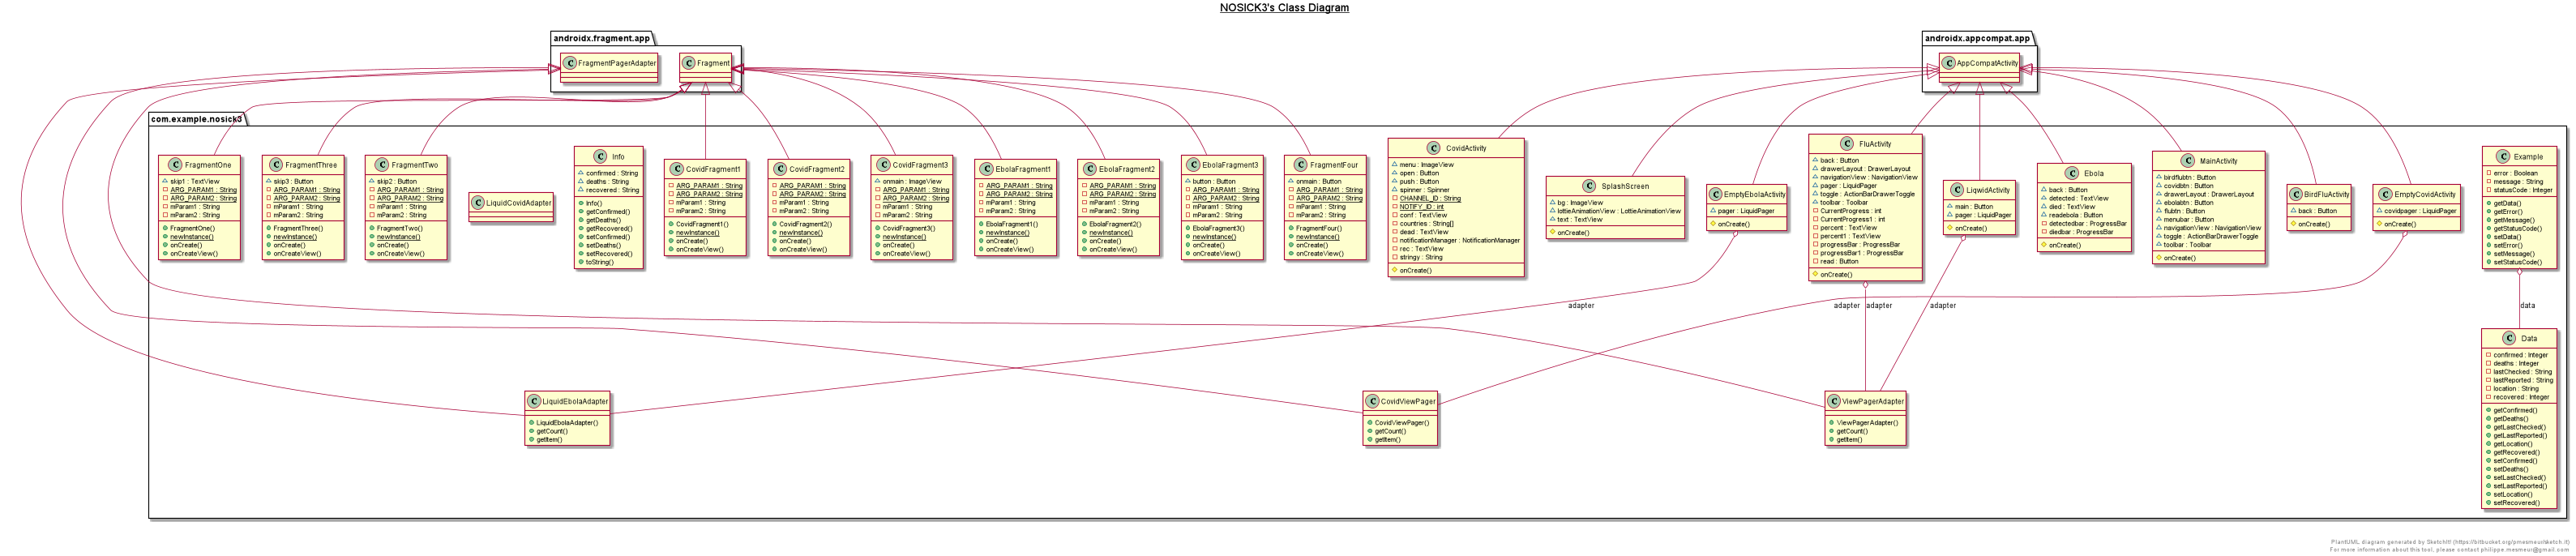 NOSICK3's Class Diagram
androidx.fragment.app
C FragmentPagerAdapter
C Fragment
androidx.appcompat.app
C AppCompatActivity
com.example.nosick3
C FragmentOne
skip1 : TextView
ARG_PARAM1 : String
ARG_PARAM2 : String
mParam1 : String
mParam2 : String
FragmentOne()
newInstance()
onCreate()
onCreateView()
C FragmentThree
skip3 : Button
ARG_PARAM1 : String
ARG_PARAM2 : String
mParam1 : String
mParam2 : String
FragmentThree()
newInstance()
onCreate()
onCreateView()
C FragmentTwo
skip2 : Button
ARG_PARAM1 : String
ARG_PARAM2 : String
mParam1 : String
mParam2 : String
FragmentTwo()
newInstance()
onCreate()
onCreateView()
C LiquidCovidAdapter
C Info
confirmed : String
deaths : String
recovered : String
Info()
getConfirmed()
getDeaths()
getRecovered()
setConfirmed()
setDeaths()
setRecovered()
toString()
C CovidFragment1
ARG_PARAM1 : String
ARG_PARAM2 : String
mParam1 : String
mParam2 : String
CovidFragment1()
newInstance()
onCreate()
onCreateView()
C CovidFragment2
ARG_PARAM1 : String
ARG_PARAM2 : String
mParam1 : String
mParam2 : String
CovidFragment2()
newInstance()
onCreate()
onCreateView()
C CovidFragment3
onmain : ImageView
ARG_PARAM1 : String
ARG_PARAM2 : String
mParam1 : String
mParam2 : String
CovidFragment3()
newInstance()
onCreate()
onCreateView()
C EbolaFragment1
ARG_PARAM1 : String
ARG_PARAM2 : String
mParam1 : String
mParam2 : String
EbolaFragment1()
newInstance()
onCreate()
onCreateView()
C EbolaFragment2
ARG_PARAM1 : String
ARG_PARAM2 : String
mParam1 : String
mParam2 : String
EbolaFragment2()
newInstance()
onCreate()
onCreateView()
C EbolaFragment3
button : Button
ARG_PARAM1 : String
ARG_PARAM2 : String
mParam1 : String
mParam2 : String
EbolaFragment3()
newInstance()
onCreate()
onCreateView()
C FragmentFour
onmain : Button
ARG_PARAM1 : String
ARG_PARAM2 : String
mParam1 : String
mParam2 : String
FragmentFour()
newInstance()
onCreate()
onCreateView()
C CovidActivity
menu : ImageView
open : Button
push : Button
spinner : Spinner
CHANNEL_ID : String
NOTIFY_ID : int
conf : TextView
countries : String[]
dead : TextView
notificationManager : NotificationManager
rec : TextView
stringy : String
onCreate()
C SplashScreen
bg : ImageView
lottieAnimationView : LottieAnimationView
text : TextView
onCreate()
C EmptyEbolaActivity
pager : LiquidPager
onCreate()
C FluActivity
back : Button
drawerLayout : DrawerLayout
navigationView : NavigationView
pager : LiquidPager
toggle : ActionBarDrawerToggle
toolbar : Toolbar
CurrentProgress : int
CurrentProgress1 : int
percent : TextView
percent1 : TextView
progressBar : ProgressBar
progressBar1 : ProgressBar
read : Button
onCreate()
C LiqwidActivity
main : Button
pager : LiquidPager
onCreate()
C Ebola
back : Button
detected : TextView
died : TextView
readebola : Button
detectedbar : ProgressBar
diedbar : ProgressBar
onCreate()
C MainActivity
birdflubtn : Button
covidbtn : Button
drawerLayout : DrawerLayout
ebolabtn : Button
flubtn : Button
menubar : Button
navigationView : NavigationView
toggle : ActionBarDrawerToggle
toolbar : Toolbar
onCreate()
C BirdFluActivity
back : Button
onCreate()
C EmptyCovidActivity
covidpager : LiquidPager
onCreate()
C Example
error : Boolean
message : String
statusCode : Integer
getData()
getError()
getMessage()
getStatusCode()
setData()
setError()
setMessage()
setStatusCode()
adapter
adapter
adapter
adapter
data
C LiquidEbolaAdapter
LiquidEbolaAdapter()
getCount()
getItem()
C CovidViewPager
CovidViewPager()
getCount()
getItem()
C ViewPagerAdapter
ViewPagerAdapter()
getCount()
getItem()
C Data
confirmed : Integer
deaths : Integer
lastChecked : String
lastReported : String
location : String
recovered : Integer
getConfirmed()
getDeaths()
getLastChecked()
getLastReported()
getLocation()
getRecovered()
setConfirmed()
setDeaths()
setLastChecked()
setLastReported()
setLocation()
setRecovered()
PlantUML diagram generated by SketchIt! (https://bitbucket.org/pmesmeur/sketch.it)
For more information about this tool, please contact philippe.mesmeur@gmail.com